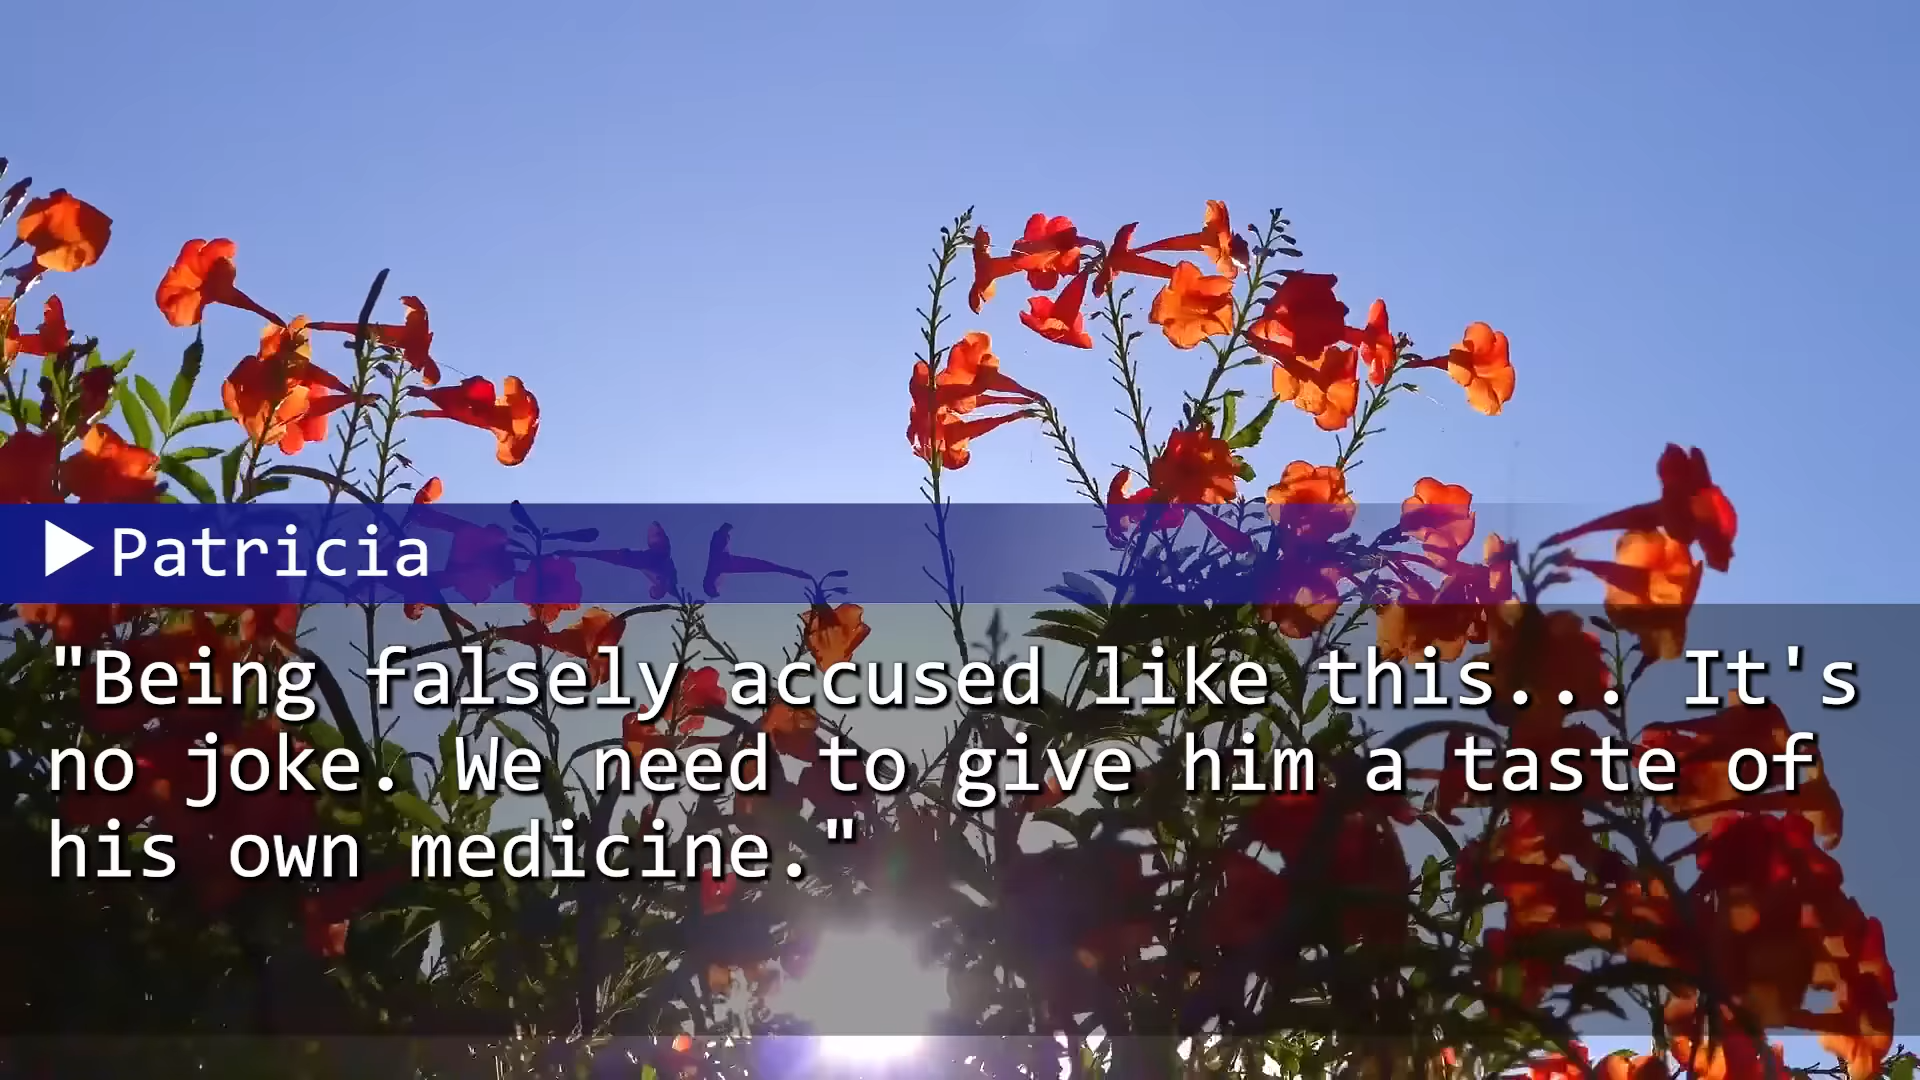 Patricia
"Being falsely accused like this... It's
no joke. We need to give him a taste of
his own medicine."